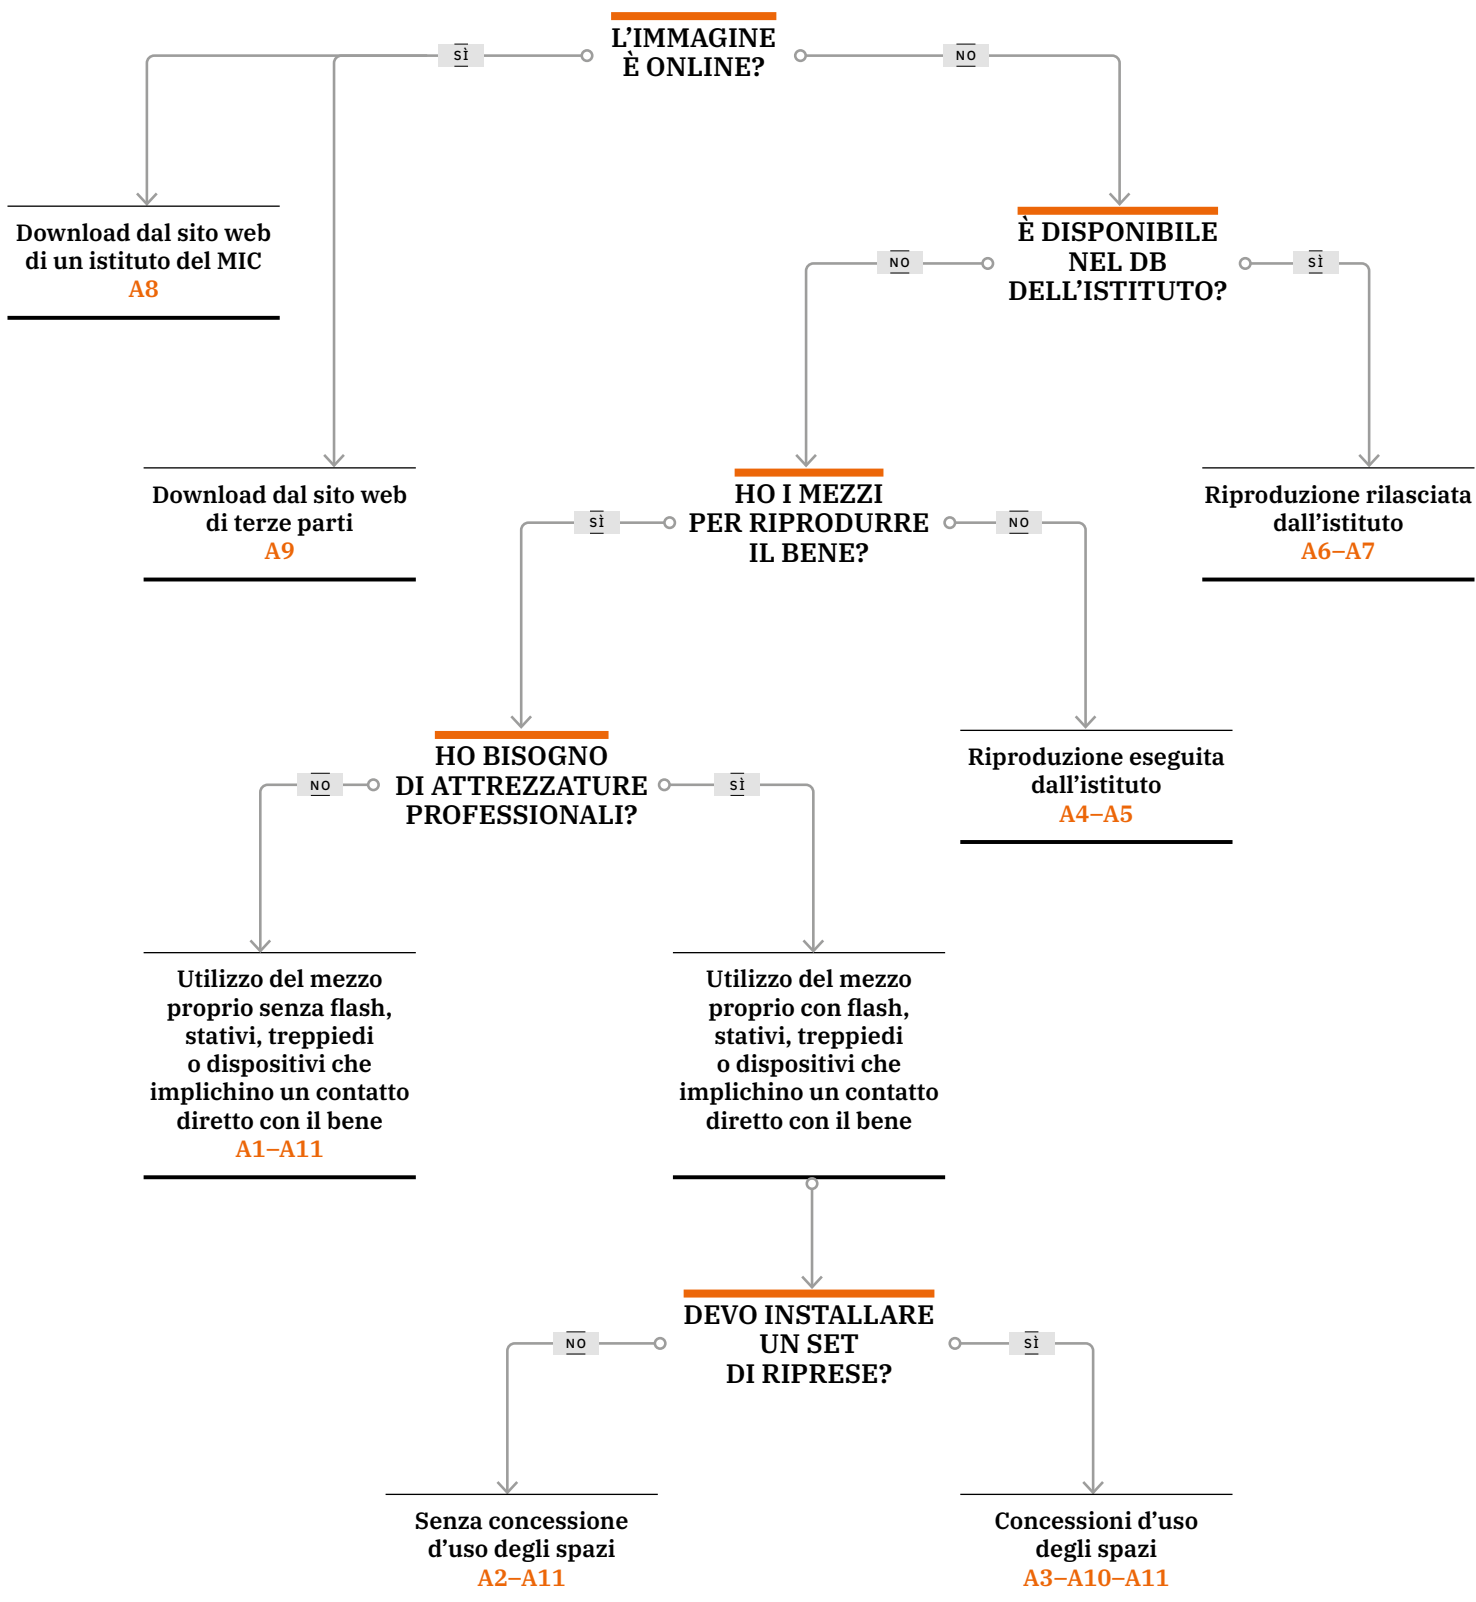 L’IMMAGINE
È ONLINE?
SÌ
NO
Download dal sito web
di un istituto del MIC
A8
È DISPONIBILE
NEL DB
DELL’ISTITUTO?
NO
SÌ
Download dal sito web
di terze parti
A9
HO I MEZZI
PER RIPRODURRE
IL BENE?
SÌ
NO
Riproduzione rilasciata
dall’istituto
A6–A7
HO BISOGNO
DI ATTREZZATURE
PROFESSIONALI?
NO
SÌ
Riproduzione eseguita
dall’istituto
A4–A5
Utilizzo del mezzo
proprio senza flash,
stativi, treppiedi
o dispositivi che
implichino un contatto
diretto con il bene
A1–A11
Utilizzo del mezzo
proprio con flash,
stativi, treppiedi
o dispositivi che
implichino un contatto
diretto con il bene
DEVO INSTALLARE
UN SET
DI RIPRESE?
NO
SÌ
Senza concessione
d’uso degli spazi
A2–A11
Concessioni d’uso
degli spazi
A3–A10–A11